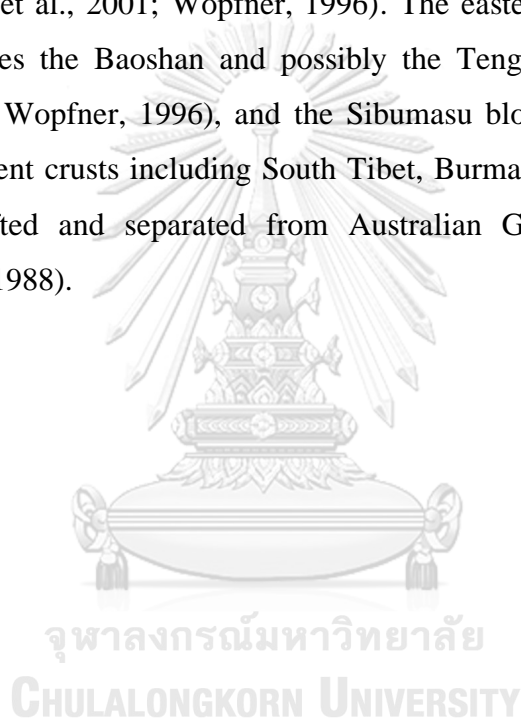 et al., 2001; Wopfner, 1996). The easte
es the Baoshan and possibly the Teng
Wopfner, 1996), and the Sibumasu blo
ent crusts including South Tibet, Burma
fted and separated from Australian G
1988).
จุฬาลงกรณ์มหาวิทยาลัย
CHULALONGKORN UNIVERSITY